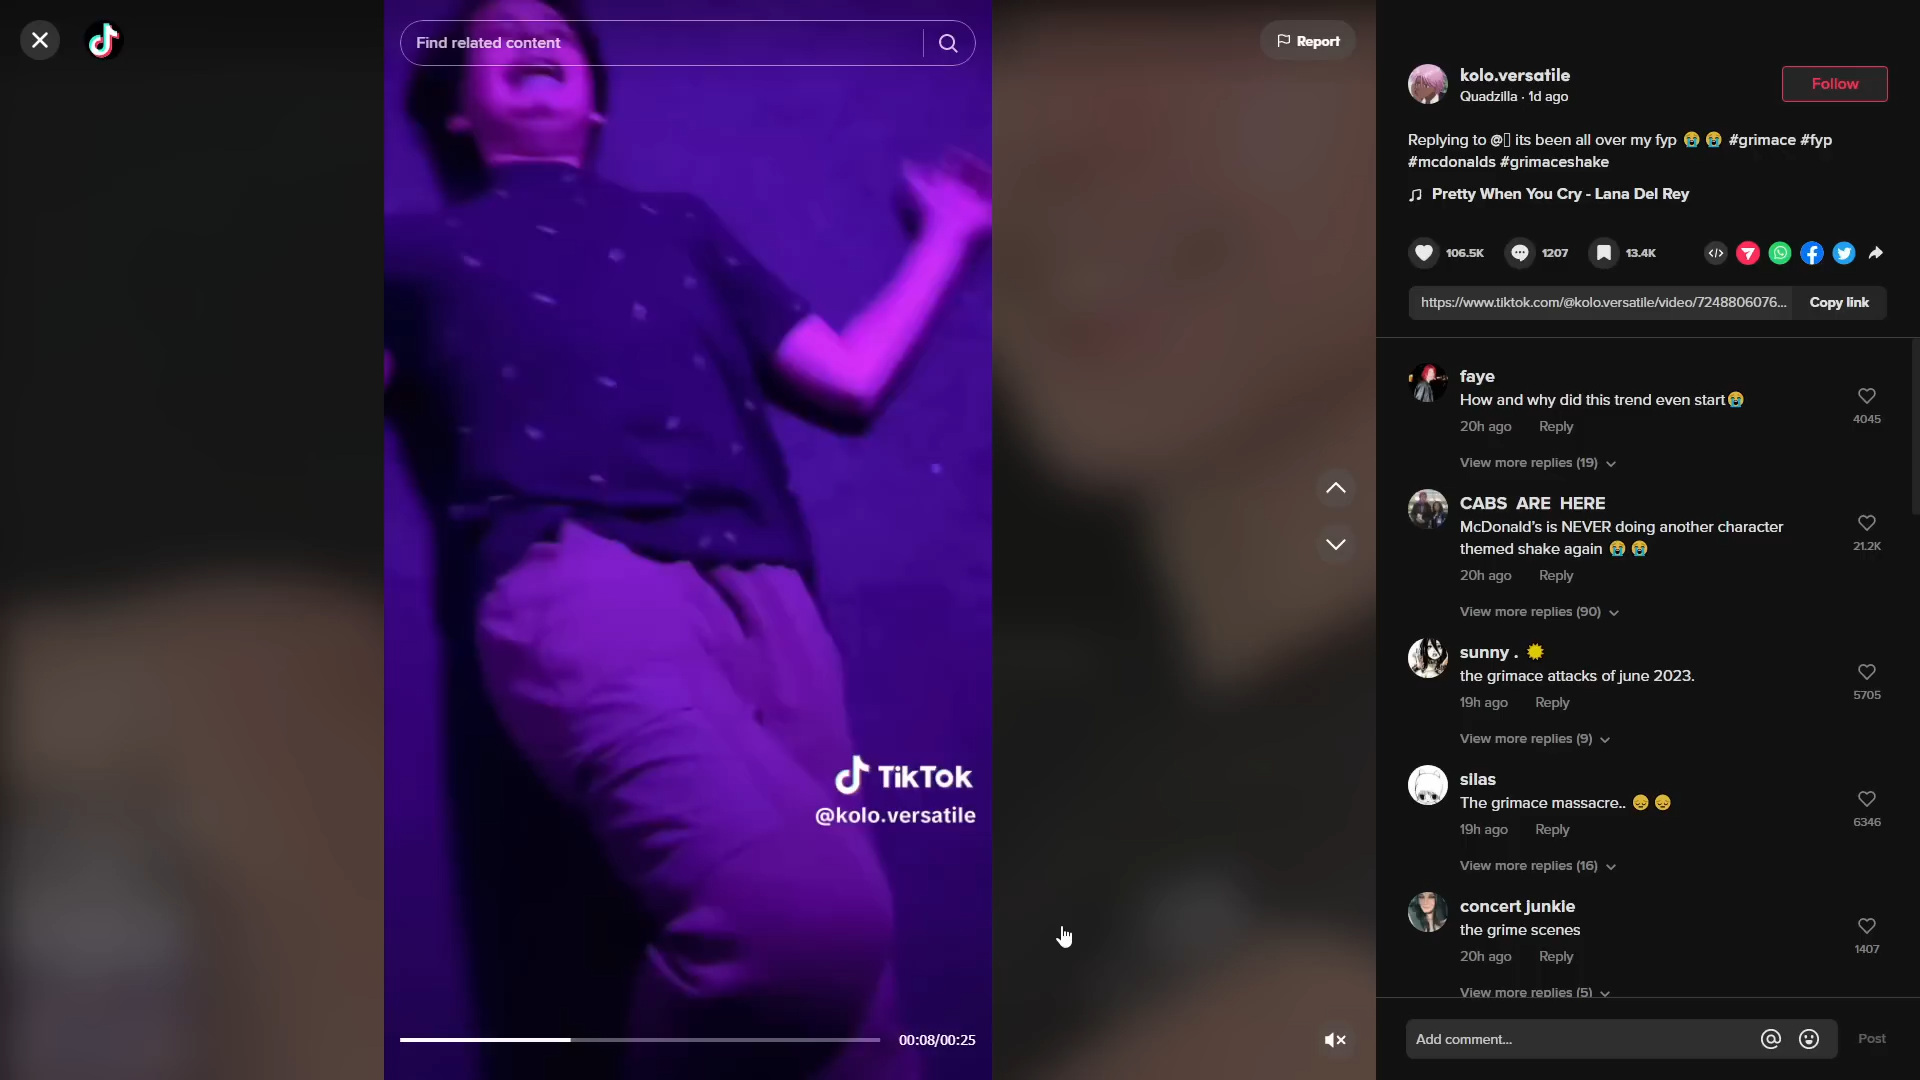 Find related content
Report
TikTok
@kolo.versatile
00:08/00:25
kolo.versatile
Quadzilla · 1d ago
Follow
Replying to @▯ its been all over my fyp 😭 😭 #grimace #fyp
#mcdonalds #grimaceshake
Pretty When You Cry - Lana Del Rey
106.5K
1207
13.4K
https://www.tiktok.com/@kolo.versatile/video/7248806076...
Copy link
faye
How and why did this trend even start😭
20h ago Reply
4045
View more replies (19)
CABS ARE HERE
McDonald's is NEVER doing another character
themed shake again 😭 😭
21.2K
20h ago Reply
View more replies (90)
sunny . 
the grimace attacks of june 2023.
5705
19h ago Reply
View more replies (9)
silas
The grimace massacre.. 😔 😔
6346
19h ago Reply
View more replies (16)
concert junkie
the grime scenes
1407
20h ago Reply
View more replies (5)
Add comment...
Post